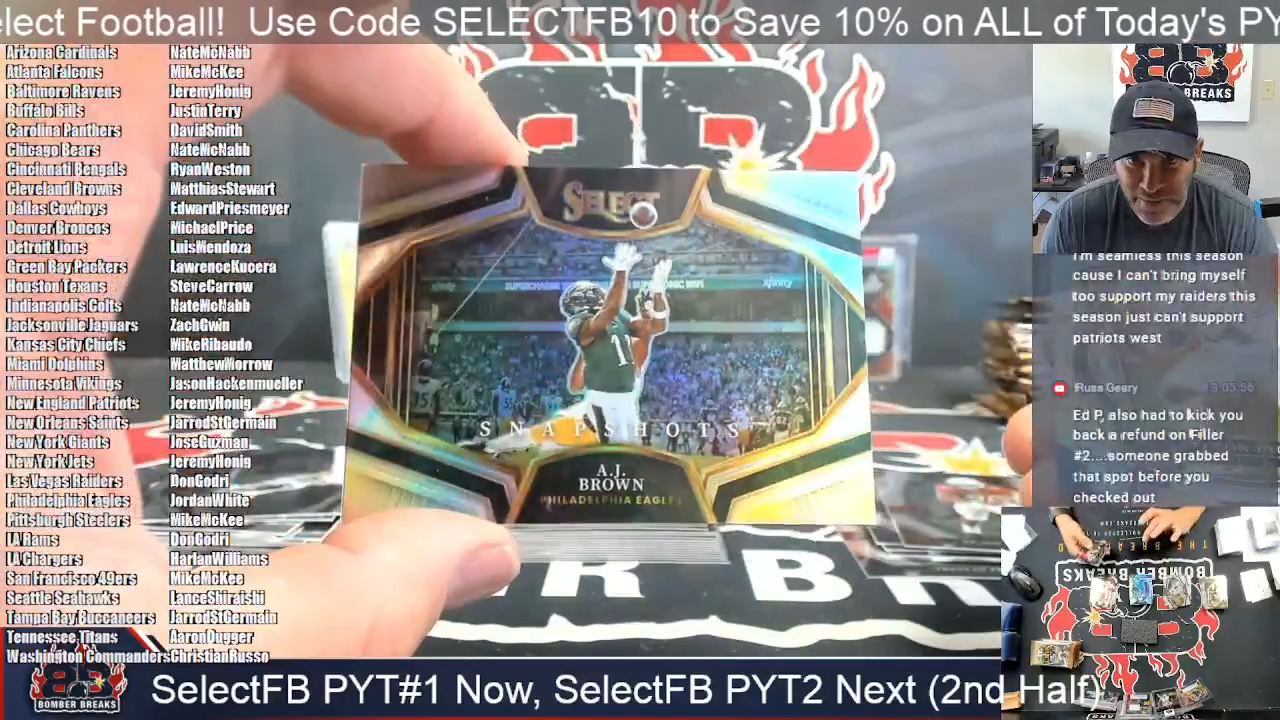 elect Football!  Use Code SELECTFB10 to Save 10% on ALL of Today's PY
Arizona Cardinals NateMcNabb
Atlanta Falcons MikeMcKee
Baltimore Ravens JeremyHonig
Buffalo Bills JustinTerry
Carolina Panthers DavidSmith
Chicago Bears NateMcNabb
Cincinnati Bengals RyanWeston
Cleveland Browns MatthiasStewart
Dallas Cowboys EdwardPriesmeyer
Denver Broncos MichaelPrice
Detroit Lions LuisMendoza
Green Bay Packers LawrenceKucera
Houston Texans SteveCarrow
Indianapolis Colts NateMcNabb
Jacksonville Jaguars ZachGwin
Kansas City Chiefs MikeRibaudo
Miami Dolphins MatthewMorrow
Minnesota Vikings JasonHackenmueller
New England Patriots JeremyHonig
New Orleans Saints JarrodStGermain
New York Giants JoseGuzman
New York Jets JeremyHonig
Las Vegas Raiders DonGodri
Philadelphia Eagles JordanWhite
Pittsburgh Steelers MikeMcKee
LA Rams DonGodri
LA Chargers HarlanWilliams
San Francisco 49ers MikeMcKee
Seattle Seahawks LanceShiraishi
Tampa Bay Buccaneers JarrodStGermain
Tennessee Titans AaronDugger
Washington Commanders ChristianRusso
SELECT
xfinity
SNAPSHOTS
A.J.
BROWN
PHILADELPHIA EAGLES
BREAKS
I'm seamless this season
cause I can't bring myself
too support my raiders this
season just can't support
patriots west
Russ Geary
Ed P, also had to kick you
back a refund on Filler
#2....someone grabbed
that spot before you
checked out
R BR
BREAKS
BB
BOMBER BREAKS
SelectFB PYT#1 Now, SelectFB PYT2 Next (2nd Half)